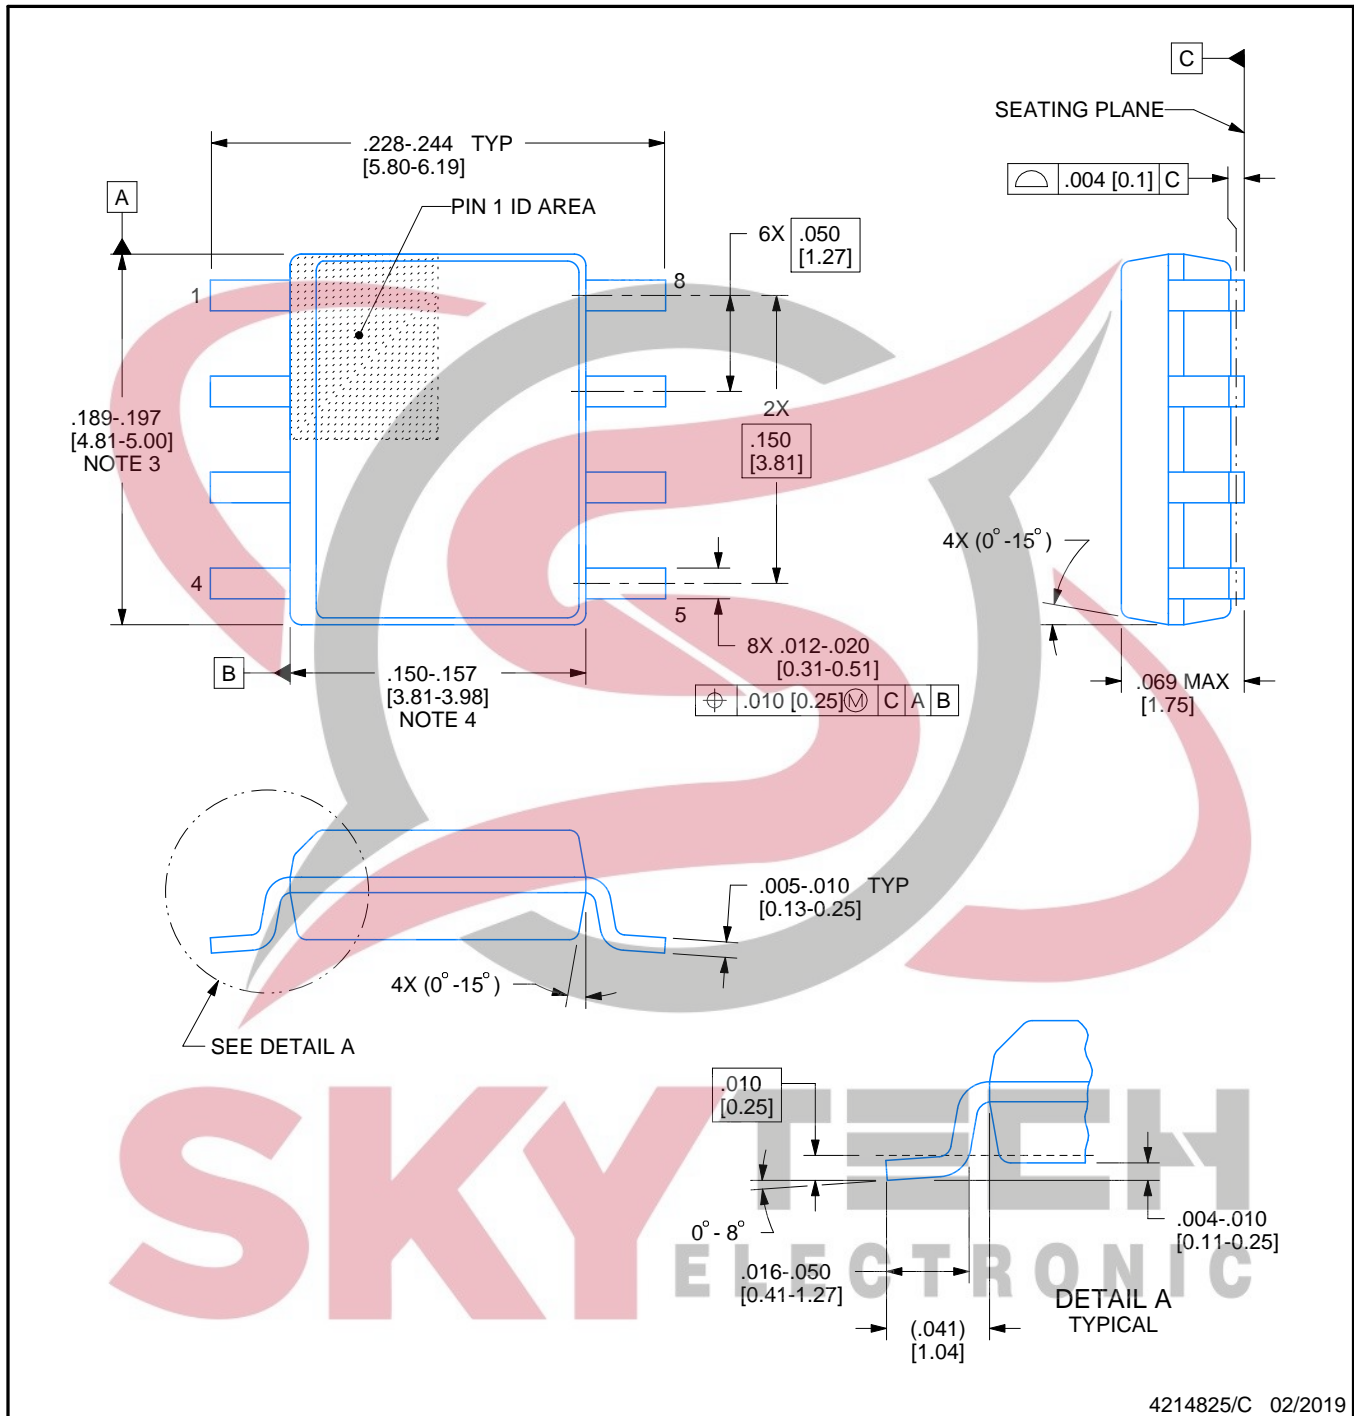 C
SEATING PLANE
.004 [0.1] C
.228-.244 TYP
[5.80-6.19]
A
PIN 1 ID AREA
6X .050
[1.27]
1
8
2X
.150
[3.81]
.189-.197
[4.81-5.00]
NOTE 3
4X (0°-15°)
4
5
8X .012-.020
[0.31-0.51]
.010 [0.25] Ⓜ C A B
B
.150-.157
[3.81-3.98]
NOTE 4
.069 MAX
[1.75]
.005-.010 TYP
[0.13-0.25]
4X (0°-15°)
SEE DETAIL A
.010
[0.25]
SKYTECH
ELECTRONIC
0°-8°
.004-.010
[0.11-0.25]
.016-.050
[0.41-1.27]
DETAIL A
TYPICAL
(.041)
[1.04]
4214825/C 02/2019